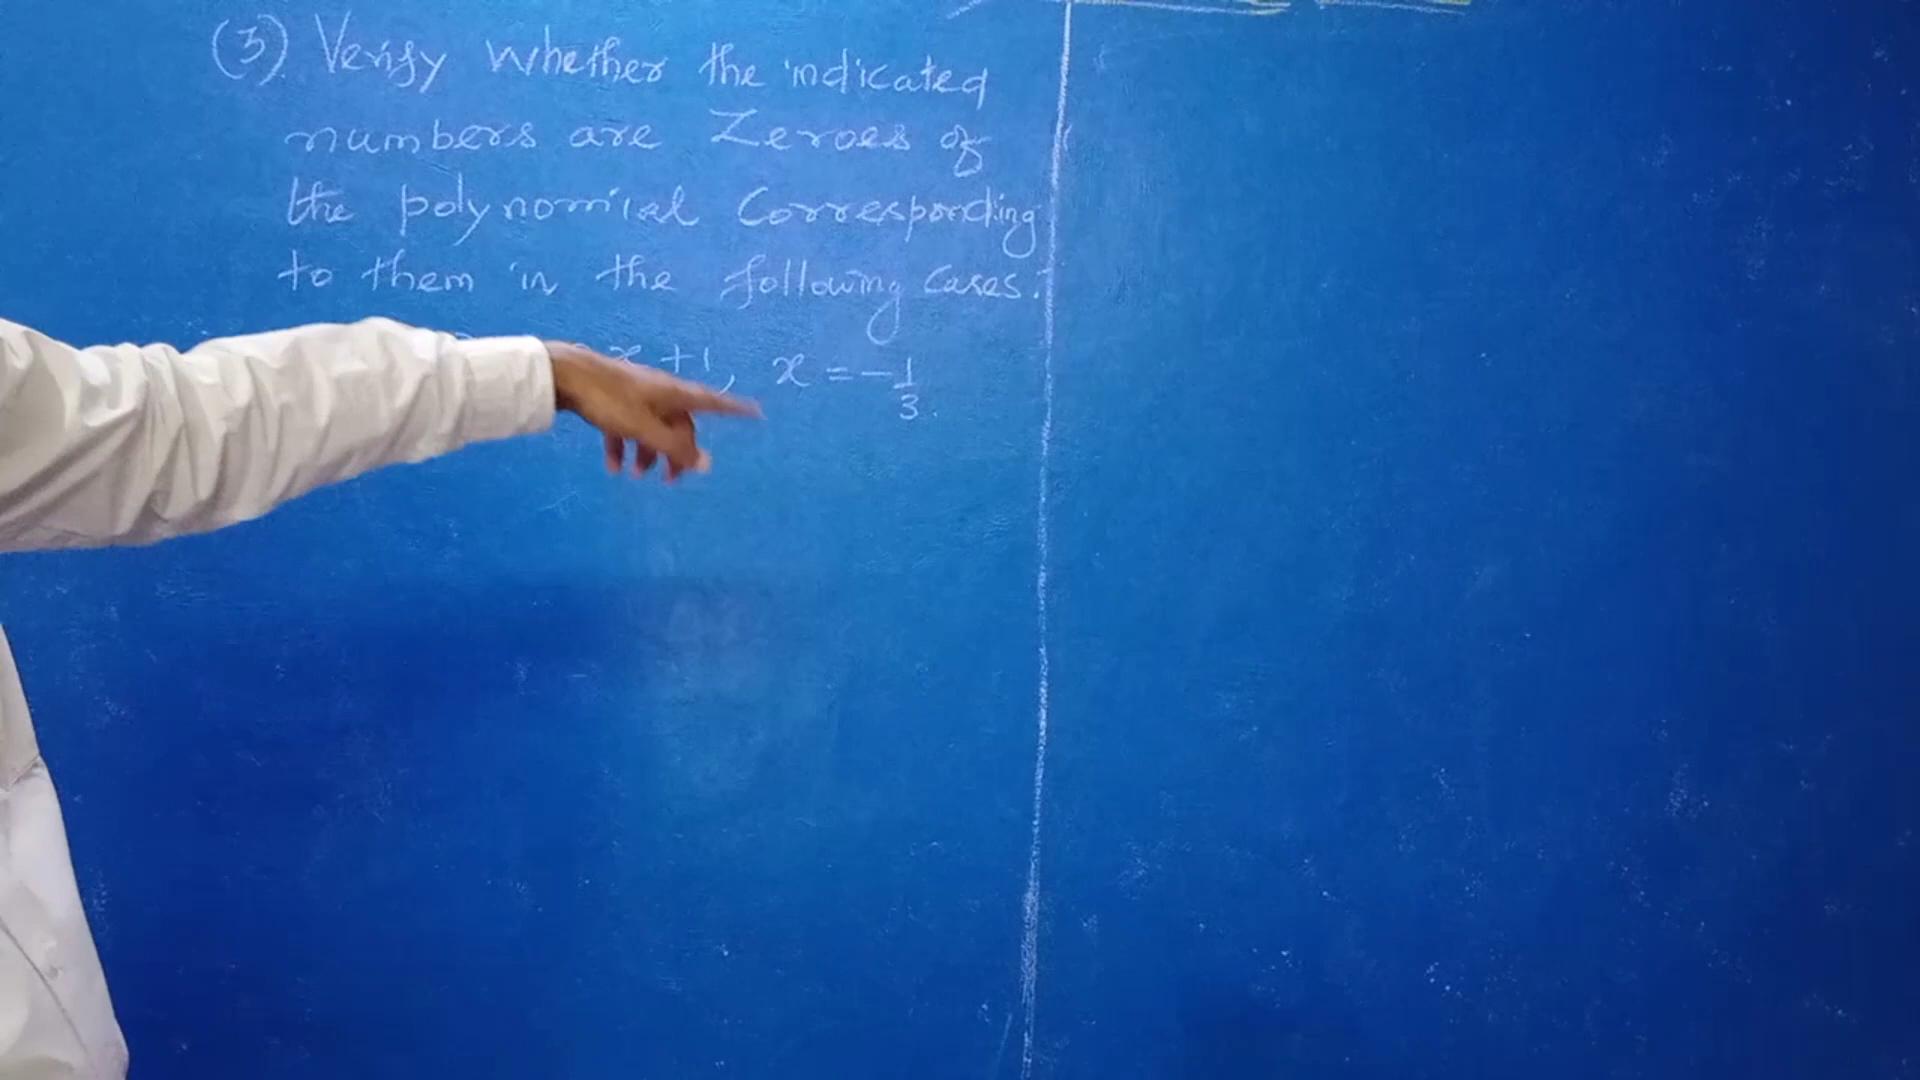 (3) Verify whether the indicated
numbers are Zeroes of
the polynomial Corresponding
to them in the following cases:
x +1, x = -1/3.